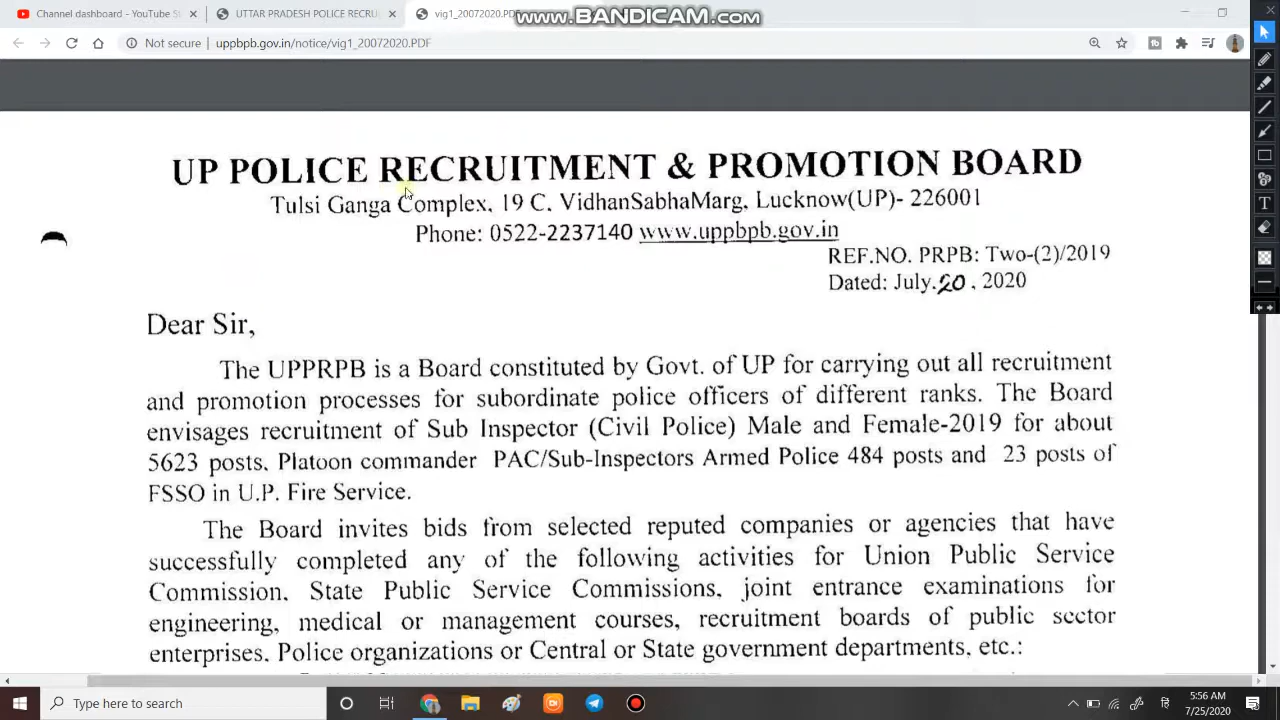 Channel dashboard - YouTube St
UTTAR PRADESH POLICE RECRU
vig1_20072020.PDF
www.BANDICAM.com
Not secure
uppbpb.gov.in/notice/vig1_20072020.PDF
UP POLICE RECRUITMENT & PROMOTION BOARD
Tulsi Ganga Complex, 19 C, VidhanSabhaMarg, Lucknow(UP)- 226001
Phone: 0522-2237140 www.uppbpb.gov.in
REF.NO. PRPB: Two-(2)/2019
Dated: July.20, 2020
Dear Sir,
The UPPRPB is a Board constituted by Govt. of UP for carrying out all recruitment
and promotion processes for subordinate police officers of different ranks. The Board
envisages recruitment of Sub Inspector (Civil Police) Male and Female-2019 for about
5623 posts, Platoon commander PAC/Sub-Inspectors Armed Police 484 posts and 23 posts of
FSSO in U.P. Fire Service.
The Board invites bids from selected reputed companies or agencies that have
successfully completed any of the following activities for Union Public Service
Commission, State Public Service Commissions, joint entrance examinations for
engineering, medical or management courses, recruitment boards of public sector
enterprises, Police organizations or Central or State government departments, etc.:
Type here to search
5:56 AM
7/25/2020